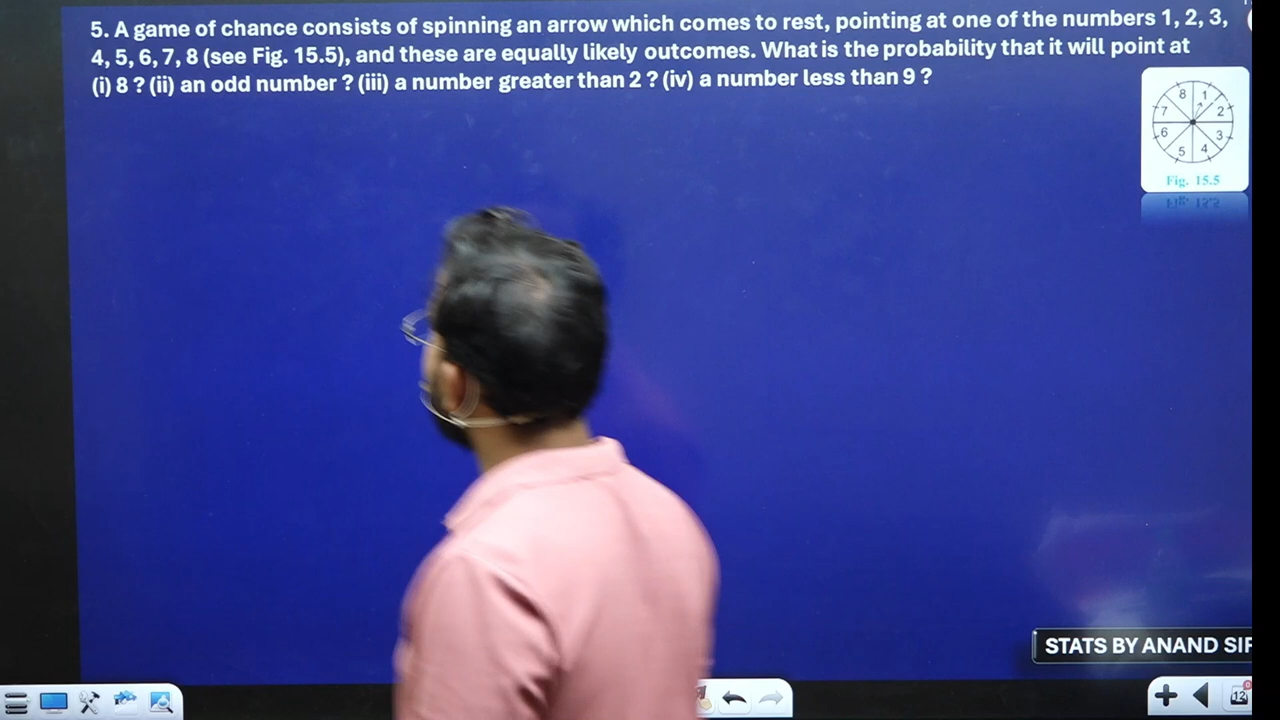 5. A game of chance consists of spinning an arrow which comes to rest, pointing at one of the numbers 1, 2, 3,
4, 5, 6, 7, 8 (see Fig. 15.5), and these are equally likely outcomes. What is the probability that it will point at
(i) 8 ? (ii) an odd number ? (iii) a number greater than 2 ? (iv) a number less than 9 ?
8 1
7 2
6 3
5 4
Fig. 15.5
STATS BY ANAND SIR
12